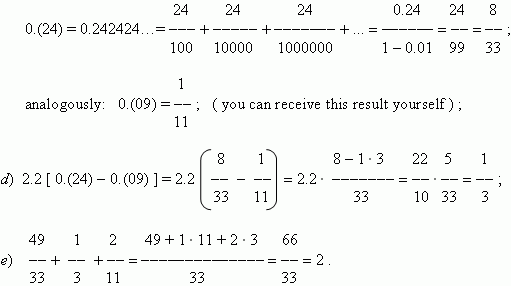 0.(24) = 0.242424... = 24/100 + 24/10000 + 24/1000000 + ... = 0.24/1 – 0.01 = 24/99 = 8/33 ;
analogously: 0.(09) = 1/11 ; ( you can receive this result yourself ) ;
d) 2.2 [ 0.(24) – 0.(09) ] = 2.2 ( 8/33 – 1/11 ) = 2.2 · 8 – 1 · 3/33 = 22/10 · 5/33 = 1/3 ;
e) 49/33 + 1/3 + 2/11 = 49 + 1 · 11 + 2 · 3/33 = 66/33 = 2 .